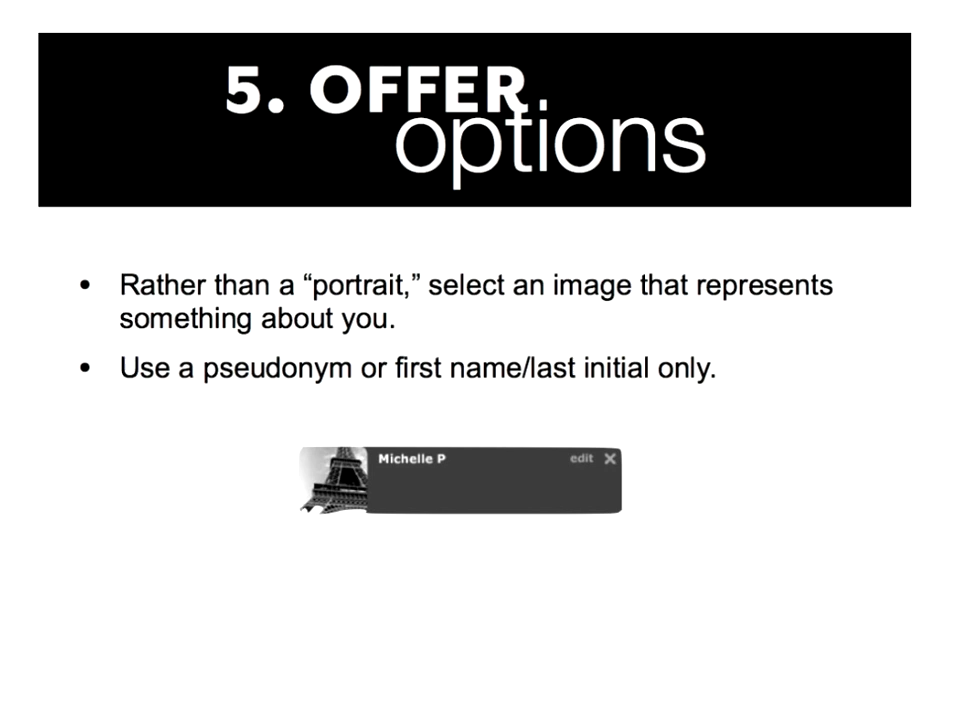 5. OFFER
options
• Rather than a “portrait,” select an image that represents
something about you.
• Use a pseudonym or first name/last initial only.
Michelle P edit X